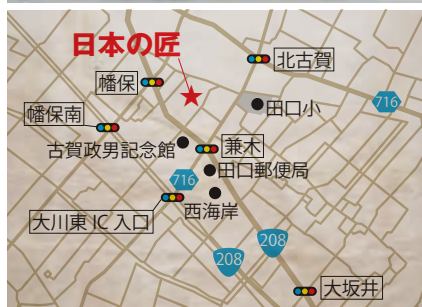 日本の匠
北古賀
幡保
716
田口小
幡保南
兼木
古賀政男記念館
田口郵便局
716
西海岸
大川東IC入口
208
208
大坂井